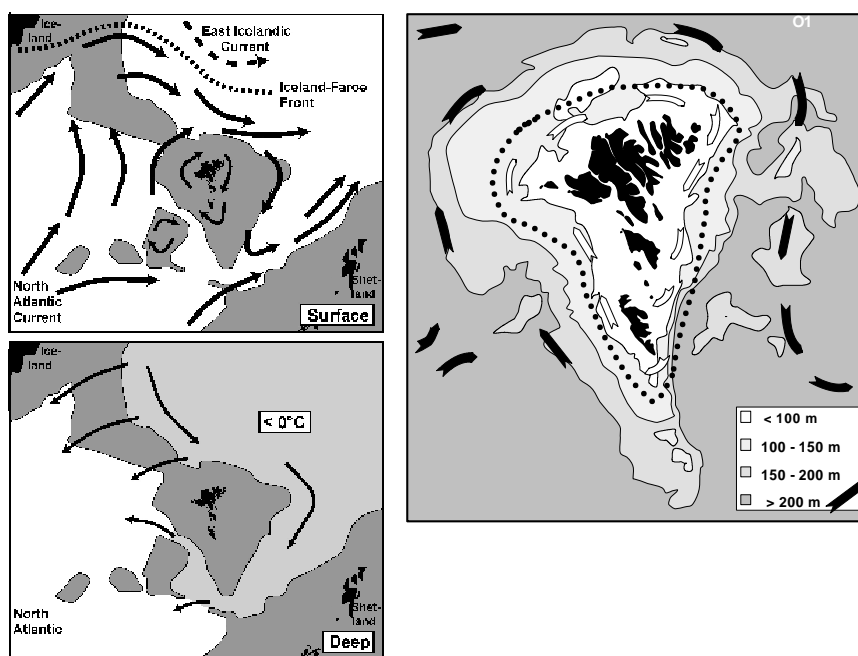 Ice-
land
East Icelandic
Current
Iceland-Faroe
Front
North
Atlantic
Current
Shet-
land
Surface
Ice-
land
< 0°C
North
Atlantic
Shet-
land
Deep
O1
< 100 m
100 - 150 m
150 - 200 m
> 200 m